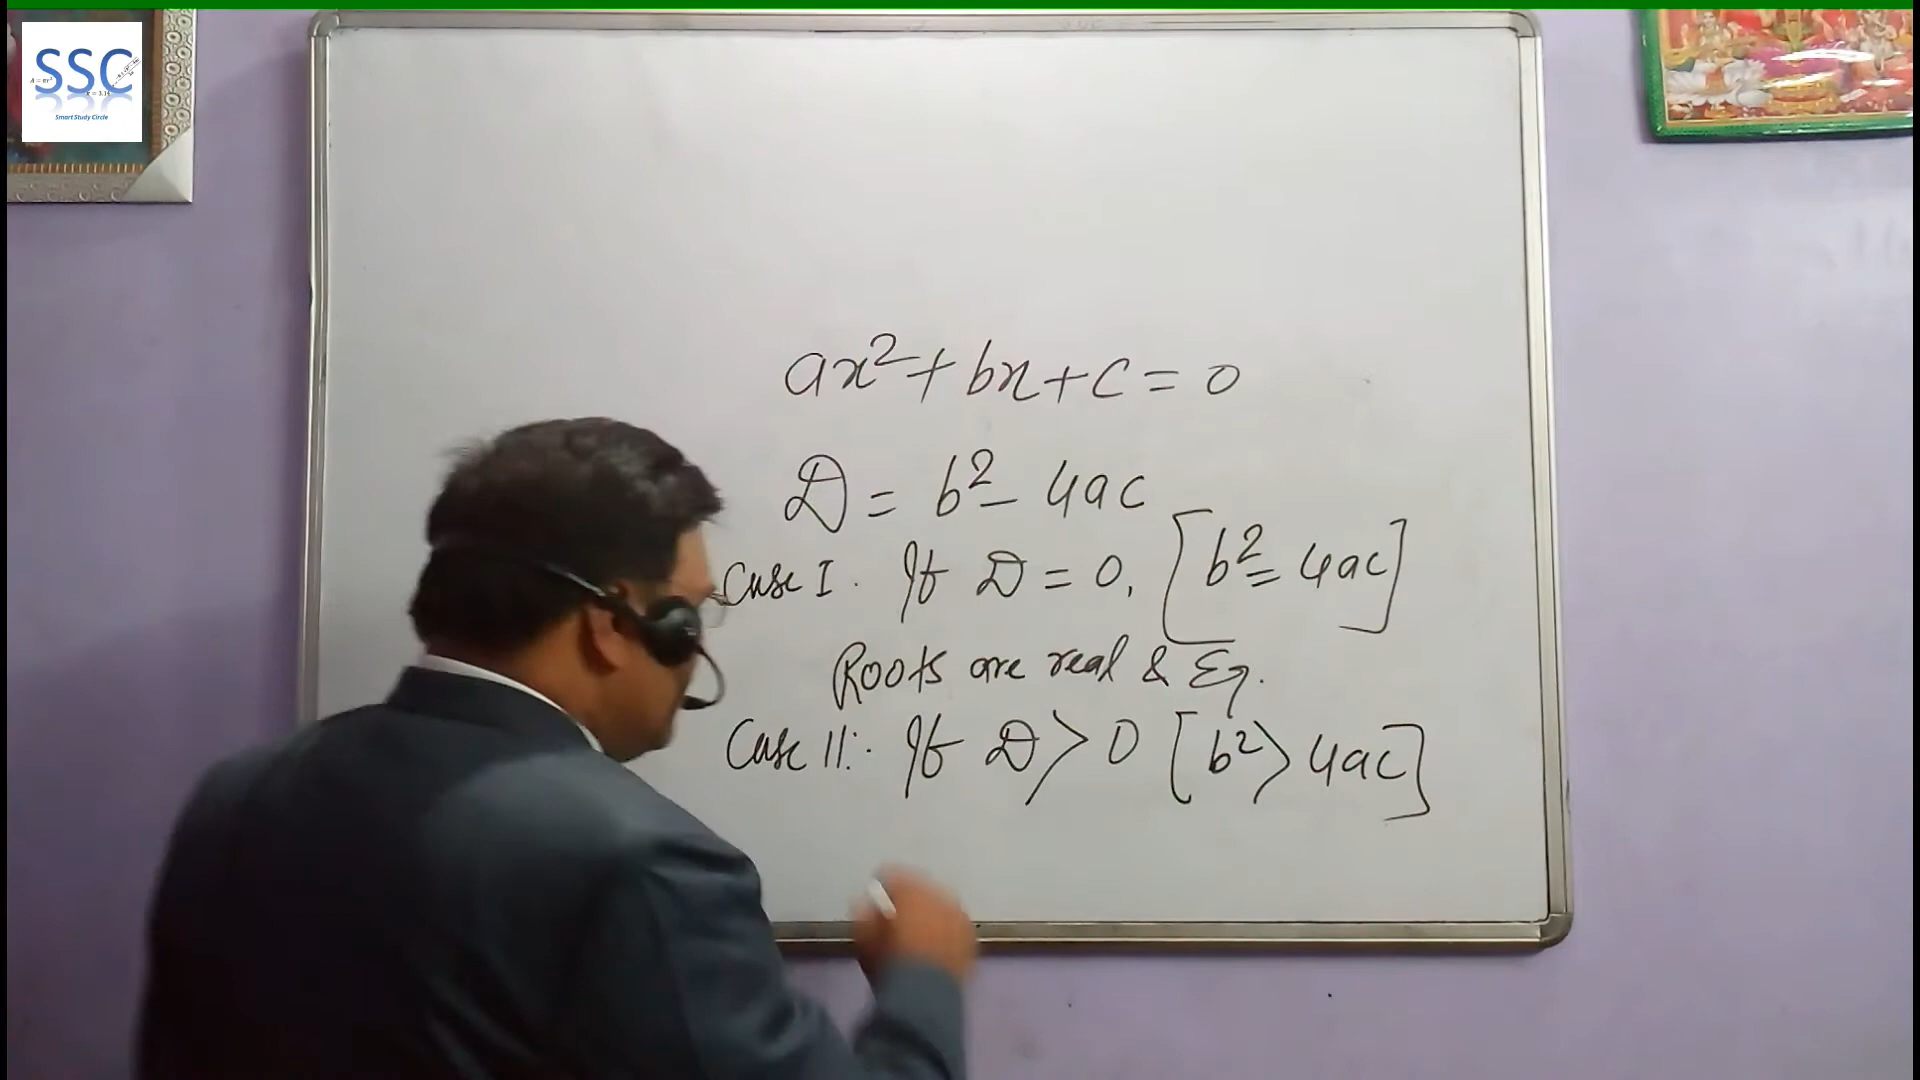 SSC
Smart Study Circle
ax²+bx+c=0
D = b²-4ac
Case I. If D=0, [b²=4ac]
Roots are real & Eq.
Case II:. If D>0 [b²>4ac]